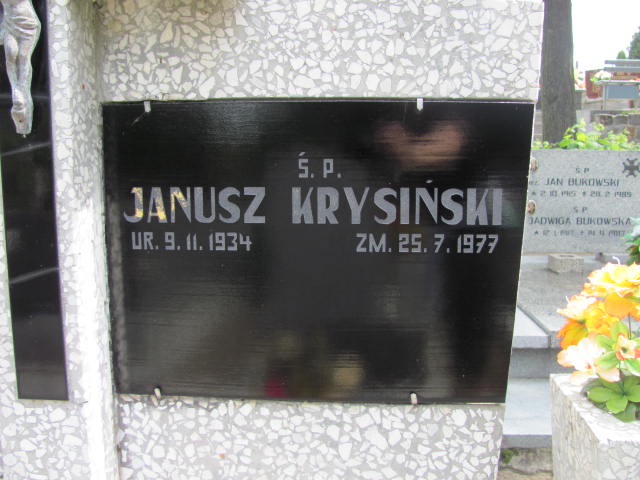 Ś. P.
JANUSZ KRYSIŃSKI
UR. 9. 11. 1934 ZM. 25. 7. 1977
Ś P
JAN BUKOWSKI
Ś P
JADWIGA BUKOWSKA